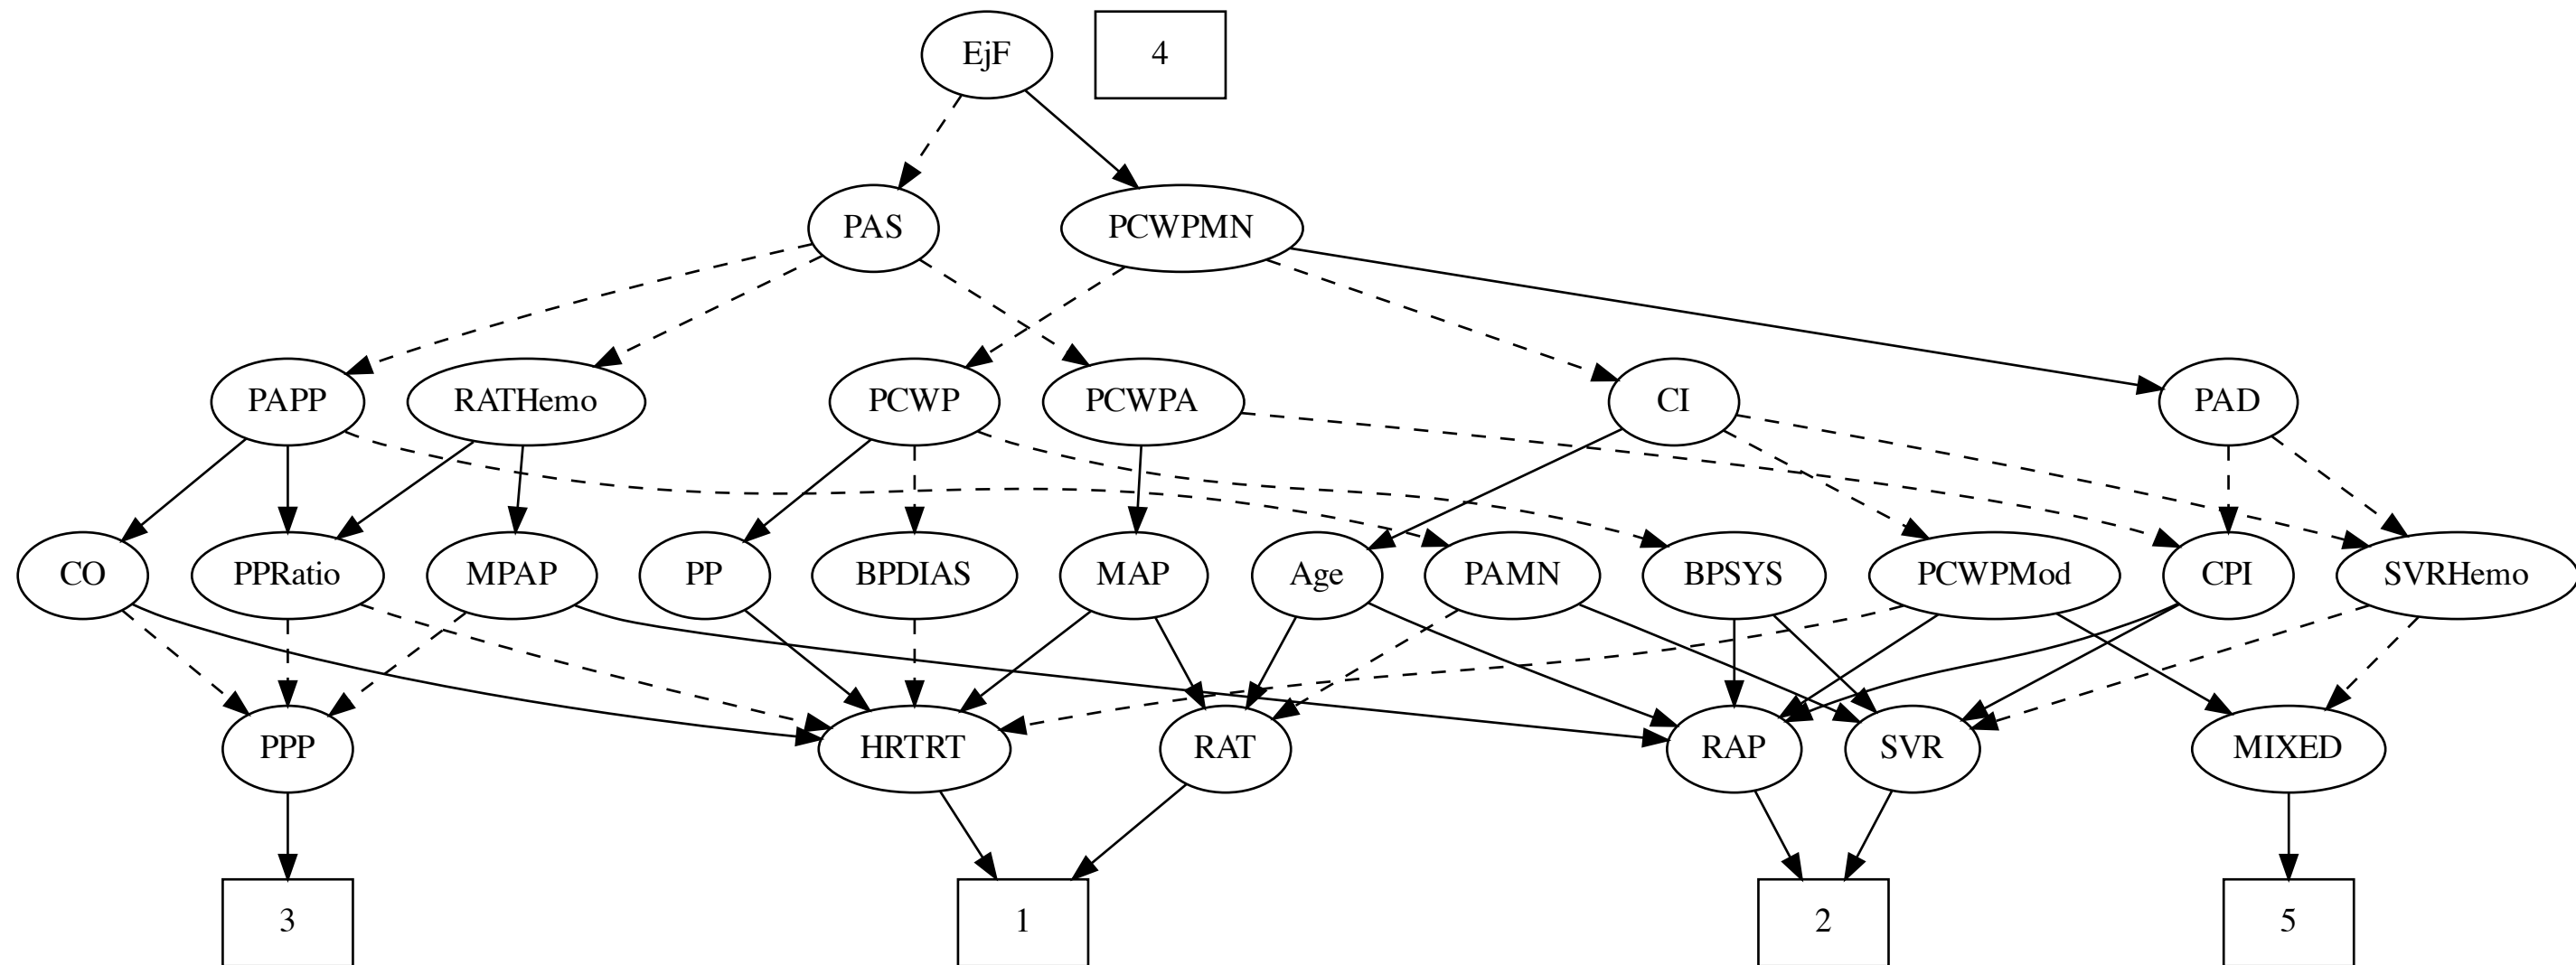 EjF
4
PAS
PCWPMN
PAPP
RATHemo
PCWP
PCWPA
CI
PAD
CO
PPRatio
MPAP
PP
BPDIAS
MAP
Age
PAMN
BPSYS
PCWPMod
CPI
SVRHemo
PPP
HRTRT
RAT
RAP
SVR
MIXED
3
1
2
5